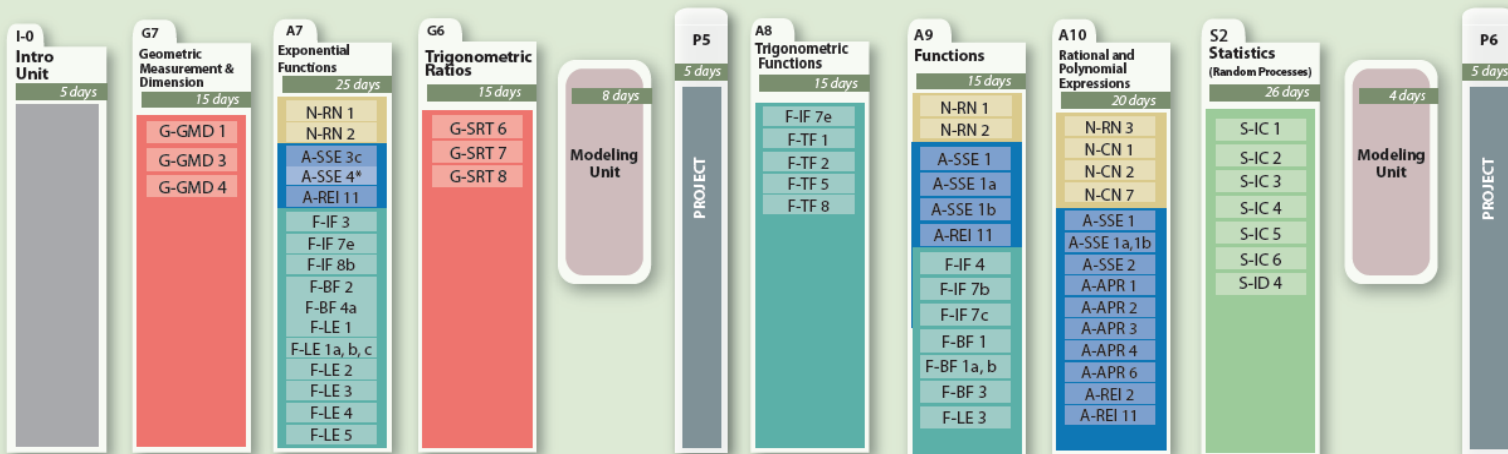 I-0
Intro
Unit
5 days
G7
Geometric
Measurement &
Dimension
15 days
G-GMD 1
G-GMD 3
G-GMD 4
A7
Exponential
Functions
25 days
N-RN 1
N-RN 2
A-SSE 3c
A-SSE 4*
A-REI 11
F-IF 3
F-IF 7e
F-IF 8b
F-BF 2
F-BF 4a
F-LE 1
F-LE 1a, b, c
F-LE 2
F-LE 3
F-LE 4
F-LE 5
G6
Trigonometric
Ratios
15 days
G-SRT 6
G-SRT 7
G-SRT 8
8 days
Modeling
Unit
P5
5 days
PROJECT
A8
Trigonometric
Functions
15 days
F-IF 7e
F-TF 1
F-TF 2
F-TF 5
F-TF 8
A9
Functions
15 days
N-RN 1
N-RN 2
A-SSE 1
A-SSE 1a
A-SSE 1b
A-REI 11
F-IF 4
F-IF 7b
F-IF 7c
F-BF 1
F-BF 1a, b
F-BF 3
F-LE 3
A10
Rational and
Polynomial
Expressions
20 days
N-RN 3
N-CN 1
N-CN 2
N-CN 7
A-SSE 1
A-SSE 1a,1b
A-SSE 2
A-APR 1
A-APR 2
A-APR 3
A-APR 4
A-APR 6
A-REI 2
A-REI 11
S2
Statistics
(Random Processes)
26 days
S-IC 1
S-IC 2
S-IC 3
S-IC 4
S-IC 5
S-IC 6
S-ID 4
4 days
Modeling
Unit
P6
5 days
PROJECT